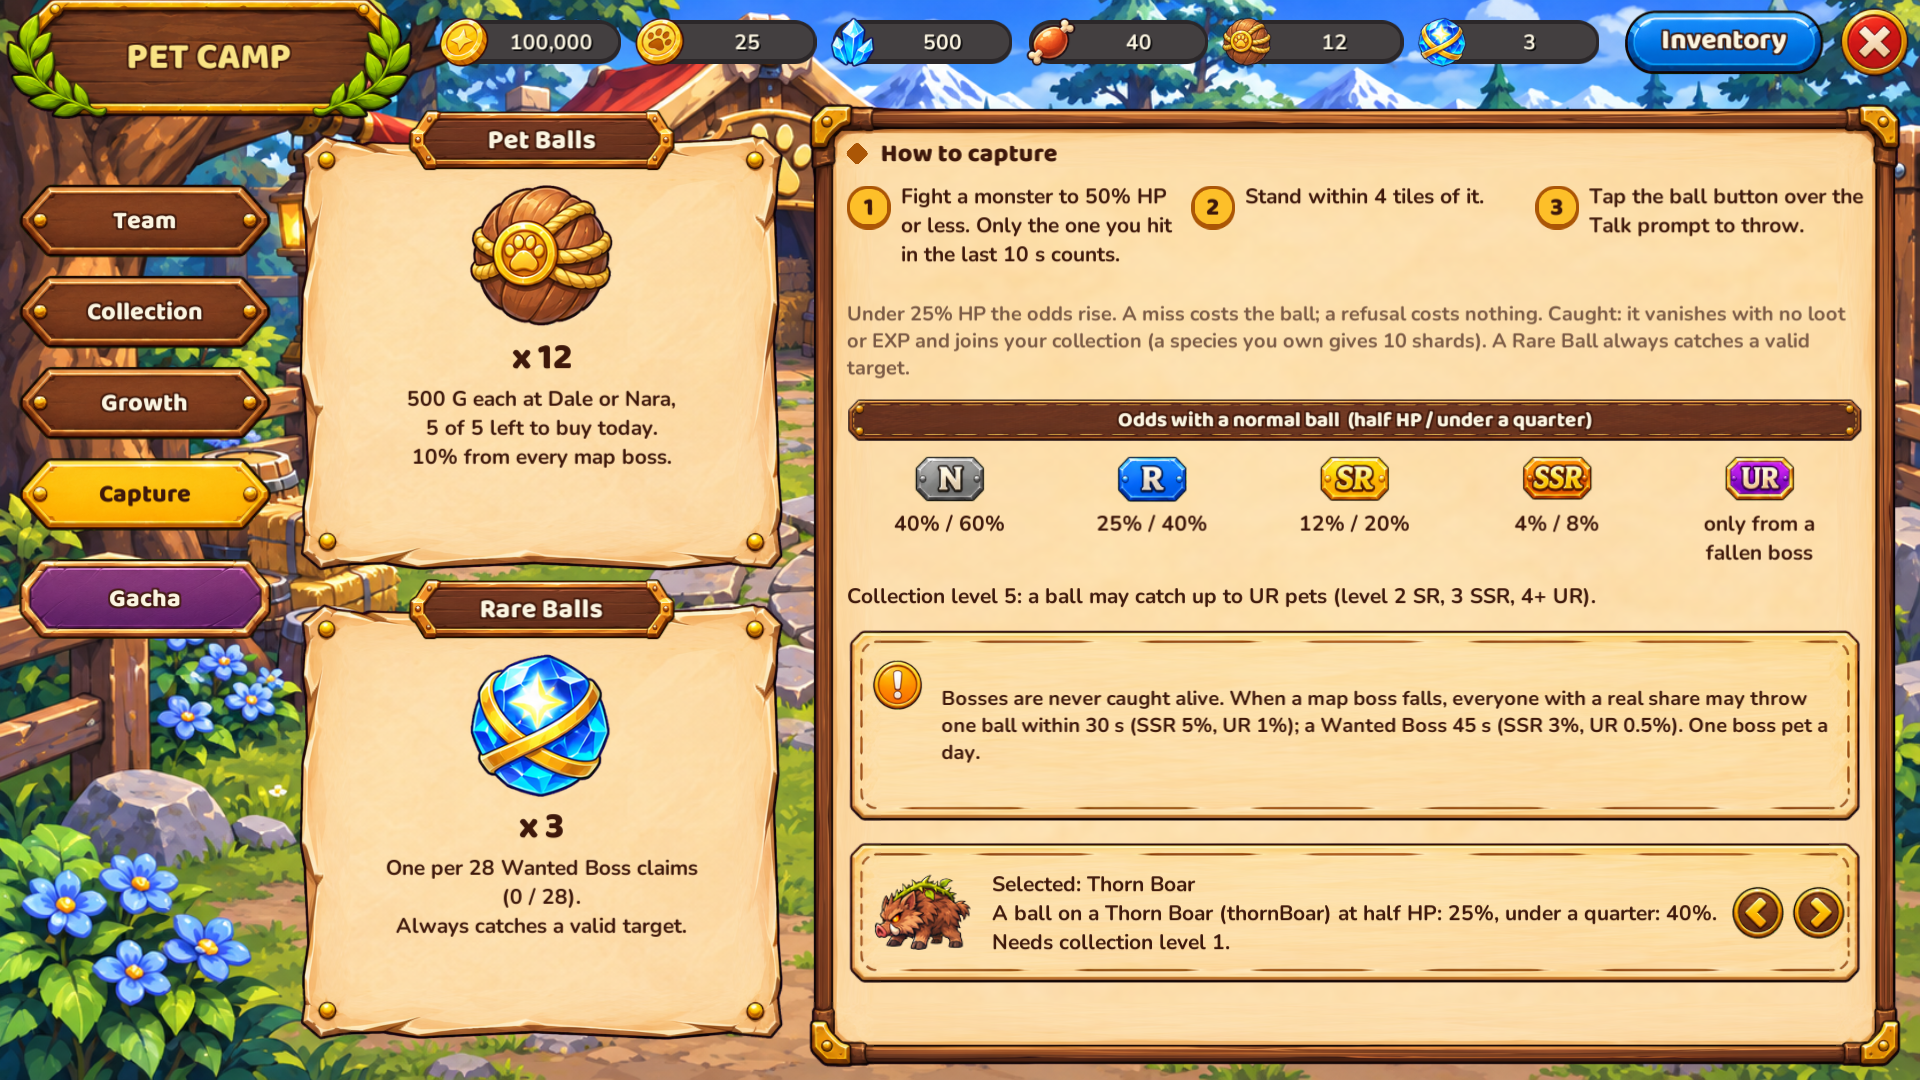 PET CAMP
100,000
25
500
40
12
3
Inventory
Team
Collection
Growth
Capture
Gacha
Pet Balls
x 12
500 G each at Dale or Nara,
5 of 5 left to buy today.
10% from every map boss.
Rare Balls
x 3
One per 28 Wanted Boss claims
(0 / 28).
Always catches a valid target.
How to capture
1
Fight a monster to 50% HP
or less. Only the one you hit
in the last 10 s counts.
2
Stand within 4 tiles of it.
3
Tap the ball button over the
Talk prompt to throw.
Under 25% HP the odds rise. A miss costs the ball; a refusal costs nothing. Caught: it vanishes with no loot
or EXP and joins your collection (a species you own gives 10 shards). A Rare Ball always catches a valid
target.
Odds with a normal ball (half HP / under a quarter)
N
R
SR
SSR
UR
40% / 60%
25% / 40%
12% / 20%
4% / 8%
only from a
fallen boss
Collection level 5: a ball may catch up to UR pets (level 2 SR, 3 SSR, 4+ UR).
Bosses are never caught alive. When a map boss falls, everyone with a real share may throw
one ball within 30 s (SSR 5%, UR 1%); a Wanted Boss 45 s (SSR 3%, UR 0.5%). One boss pet a
day.
Selected: Thorn Boar
A ball on a Thorn Boar (thornBoar) at half HP: 25%, under a quarter: 40%.
Needs collection level 1.